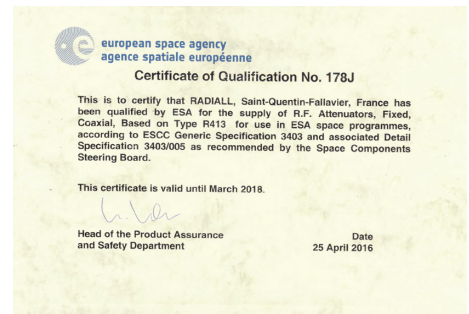 european space agency
agence spatiale européenne
Certificate of Qualification No. 178J
This is to certify that RADIALL, Saint-Quentin-Fallavier, France has
been qualified by ESA for the supply of R.F. Attenuators, Fixed,
Coaxial, Based on Type R413 for use in ESA space programmes,
according to ESCC Generic Specification 3403 and associated Detail
Specification 3403/005 as recommended by the Space Components
Steering Board.
This certificate is valid until March 2018.
Head of the Product Assurance
and Safety Department
Date
25 April 2016